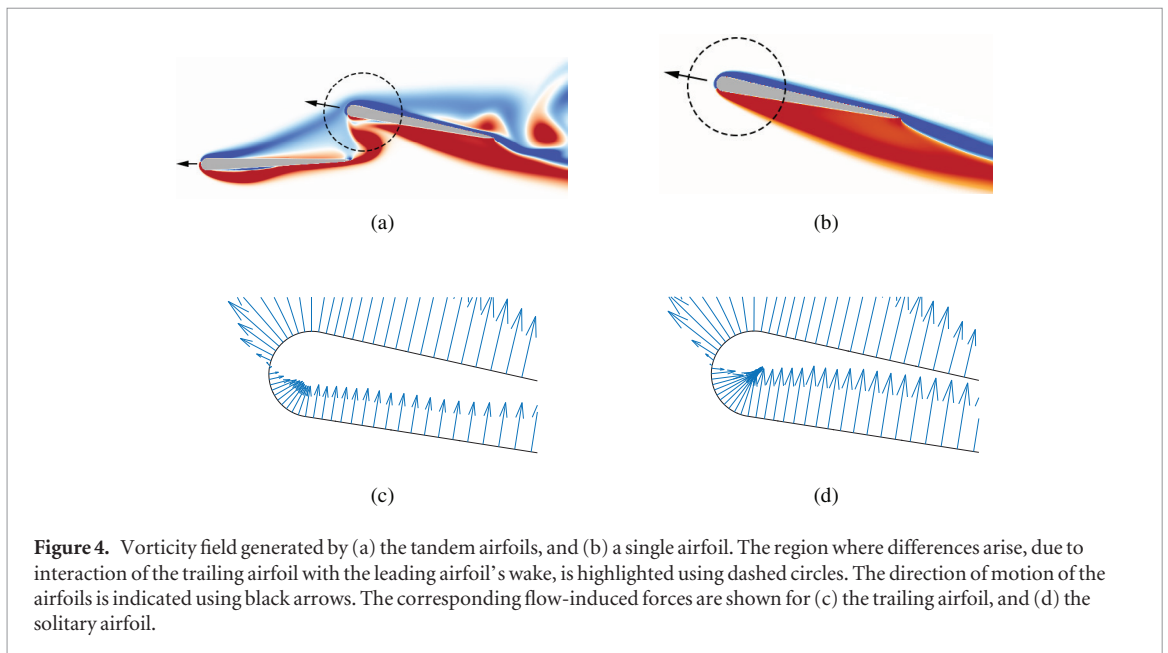 (a)
(b)
(c)
(d)
Figure 4. Vorticity field generated by (a) the tandem airfoils, and (b) a single airfoil. The region where differences arise, due to
interaction of the trailing airfoil with the leading airfoil's wake, is highlighted using dashed circles. The direction of motion of the
airfoils is indicated using black arrows. The corresponding flow-induced forces are shown for (c) the trailing airfoil, and (d) the
solitary airfoil.